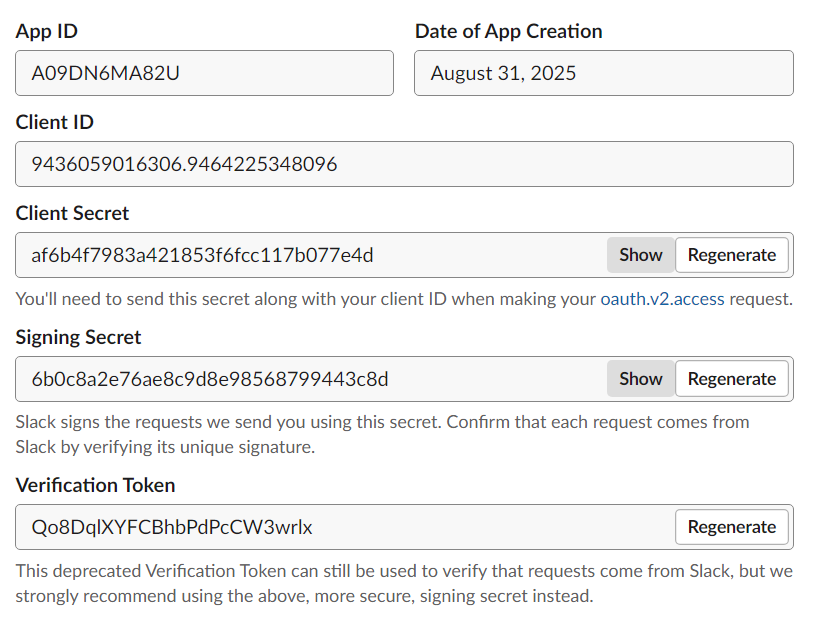 App ID
Date of App Creation
A09DN6MA82U
August 31, 2025
Client ID
9436059016306.9464225348096
Client Secret
af6b4f7983a421853f6fcc117b077e4d
Show
Regenerate
You'll need to send this secret along with your client ID when making your oauth.v2.access request.
Signing Secret
6b0c8a2e76ae8c9d8e98568799443c8d
Show
Regenerate
Slack signs the requests we send you using this secret. Confirm that each request comes from
Slack by verifying its unique signature.
Verification Token
Qo8DqlXYFCBhbPdPcCW3wrlx
Regenerate
This deprecated Verification Token can still be used to verify that requests come from Slack, but we
strongly recommend using the above, more secure, signing secret instead.